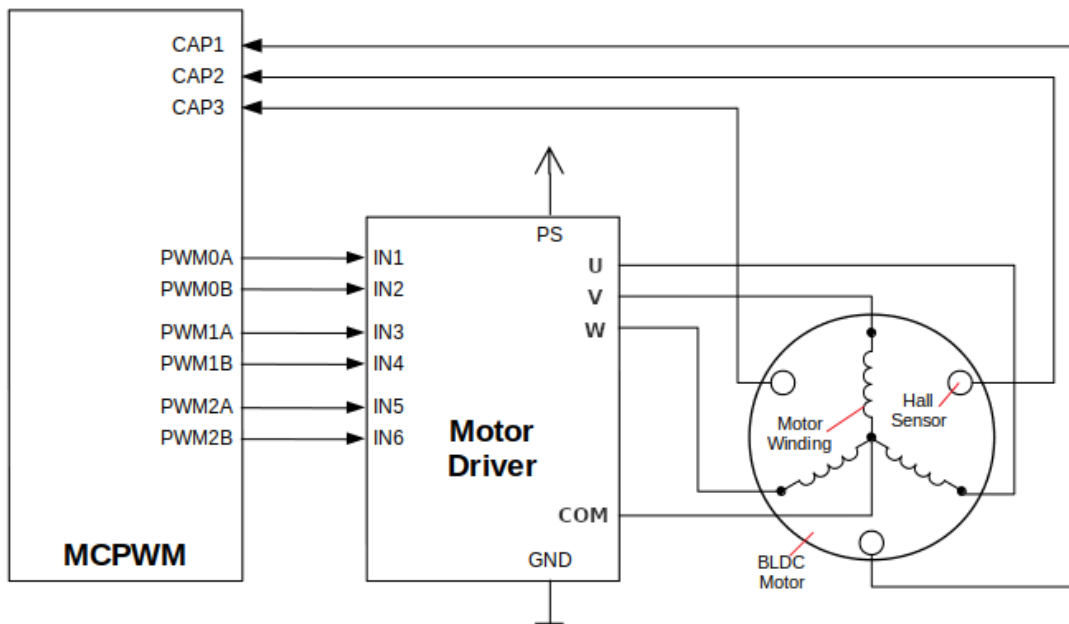 CAP1
CAP2
CAP3
PS
PWM0A
PWM0B
PWM1A
PWM1B
PWM2A
PWM2B
IN1
IN2
IN3
IN4
IN5
IN6
U
V
W
Motor
Driver
COM
GND
MCPWM
Hall
Sensor
Motor
Winding
BLDC
Motor